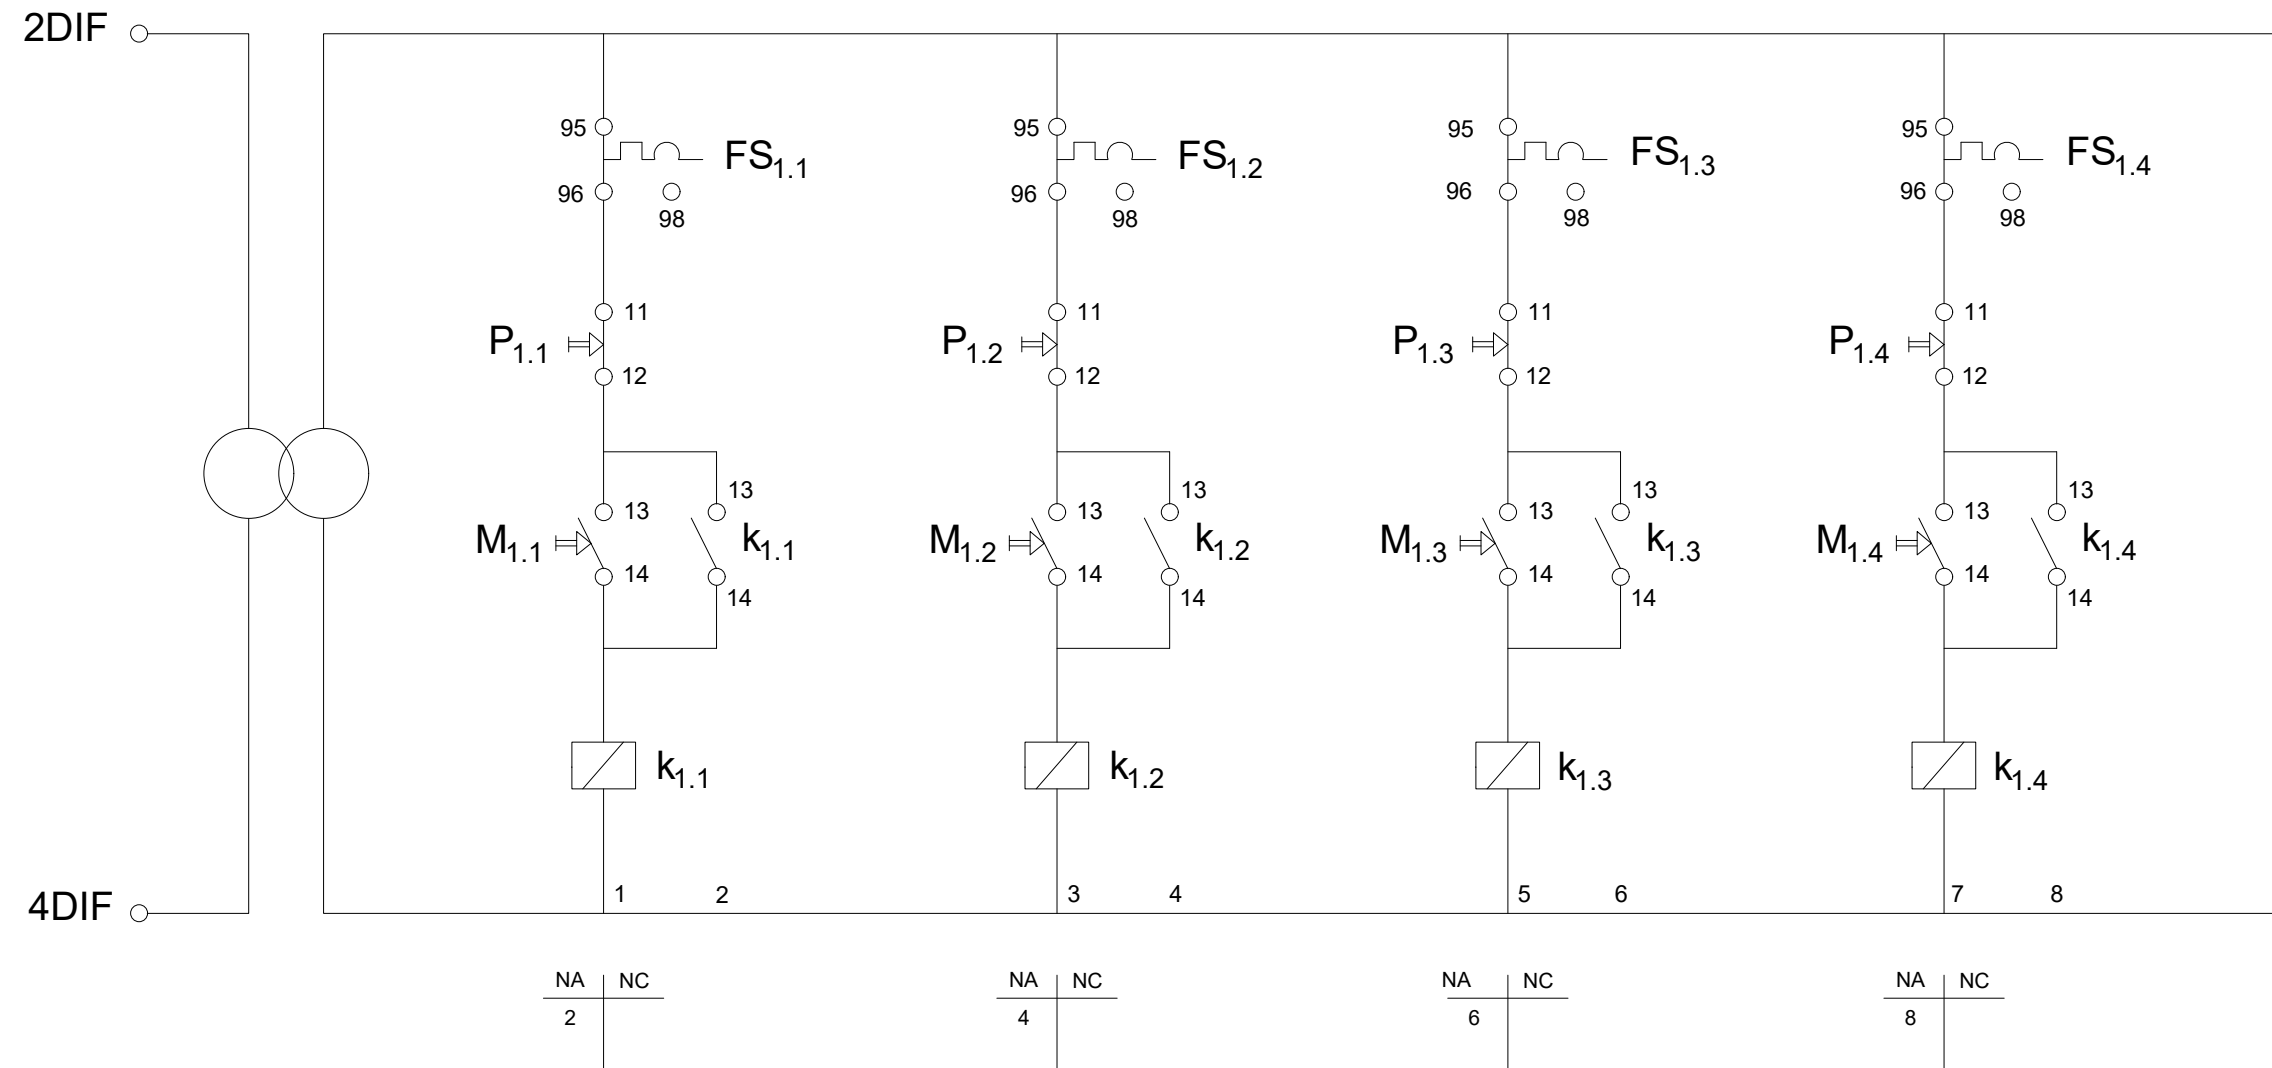 2DIF
95 95 95 95
FS1.1 FS1.2 FS1.3 FS1.4
96 96 96 96
98 98 98 98
11 11 11 11
P1.1 P1.2 P1.3 P1.4
12 12 12 12
13 13 13 13
13 13 13 13
M1.1 k1.1 M1.2 k1.2 M1.3 k1.3 M1.4 k1.4
14 14 14 14
14 14 14 14
k1.1 k1.2 k1.3 k1.4
4DIF 1 2 3 4 5 6 7 8
NA NC NA NC NA NC NA NC
2 4 6 8